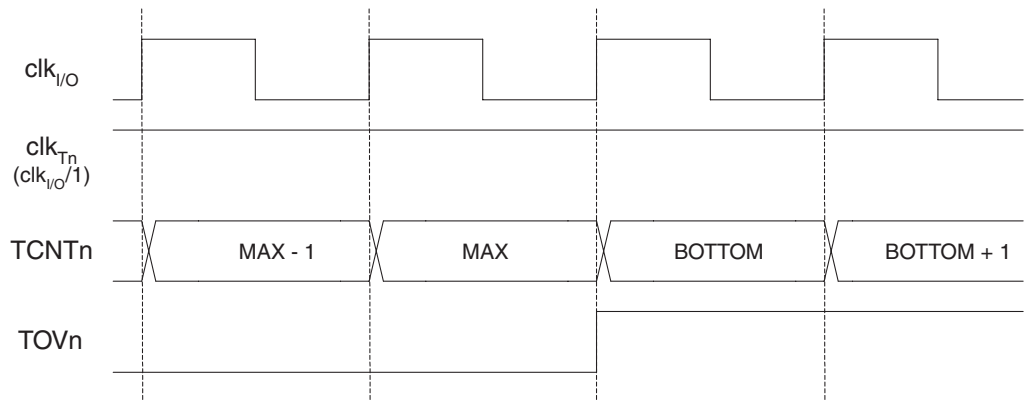 clkI/O
clkTn
(clkI/O/1)
TCNTn
MAX - 1
MAX
BOTTOM
BOTTOM + 1
TOVn